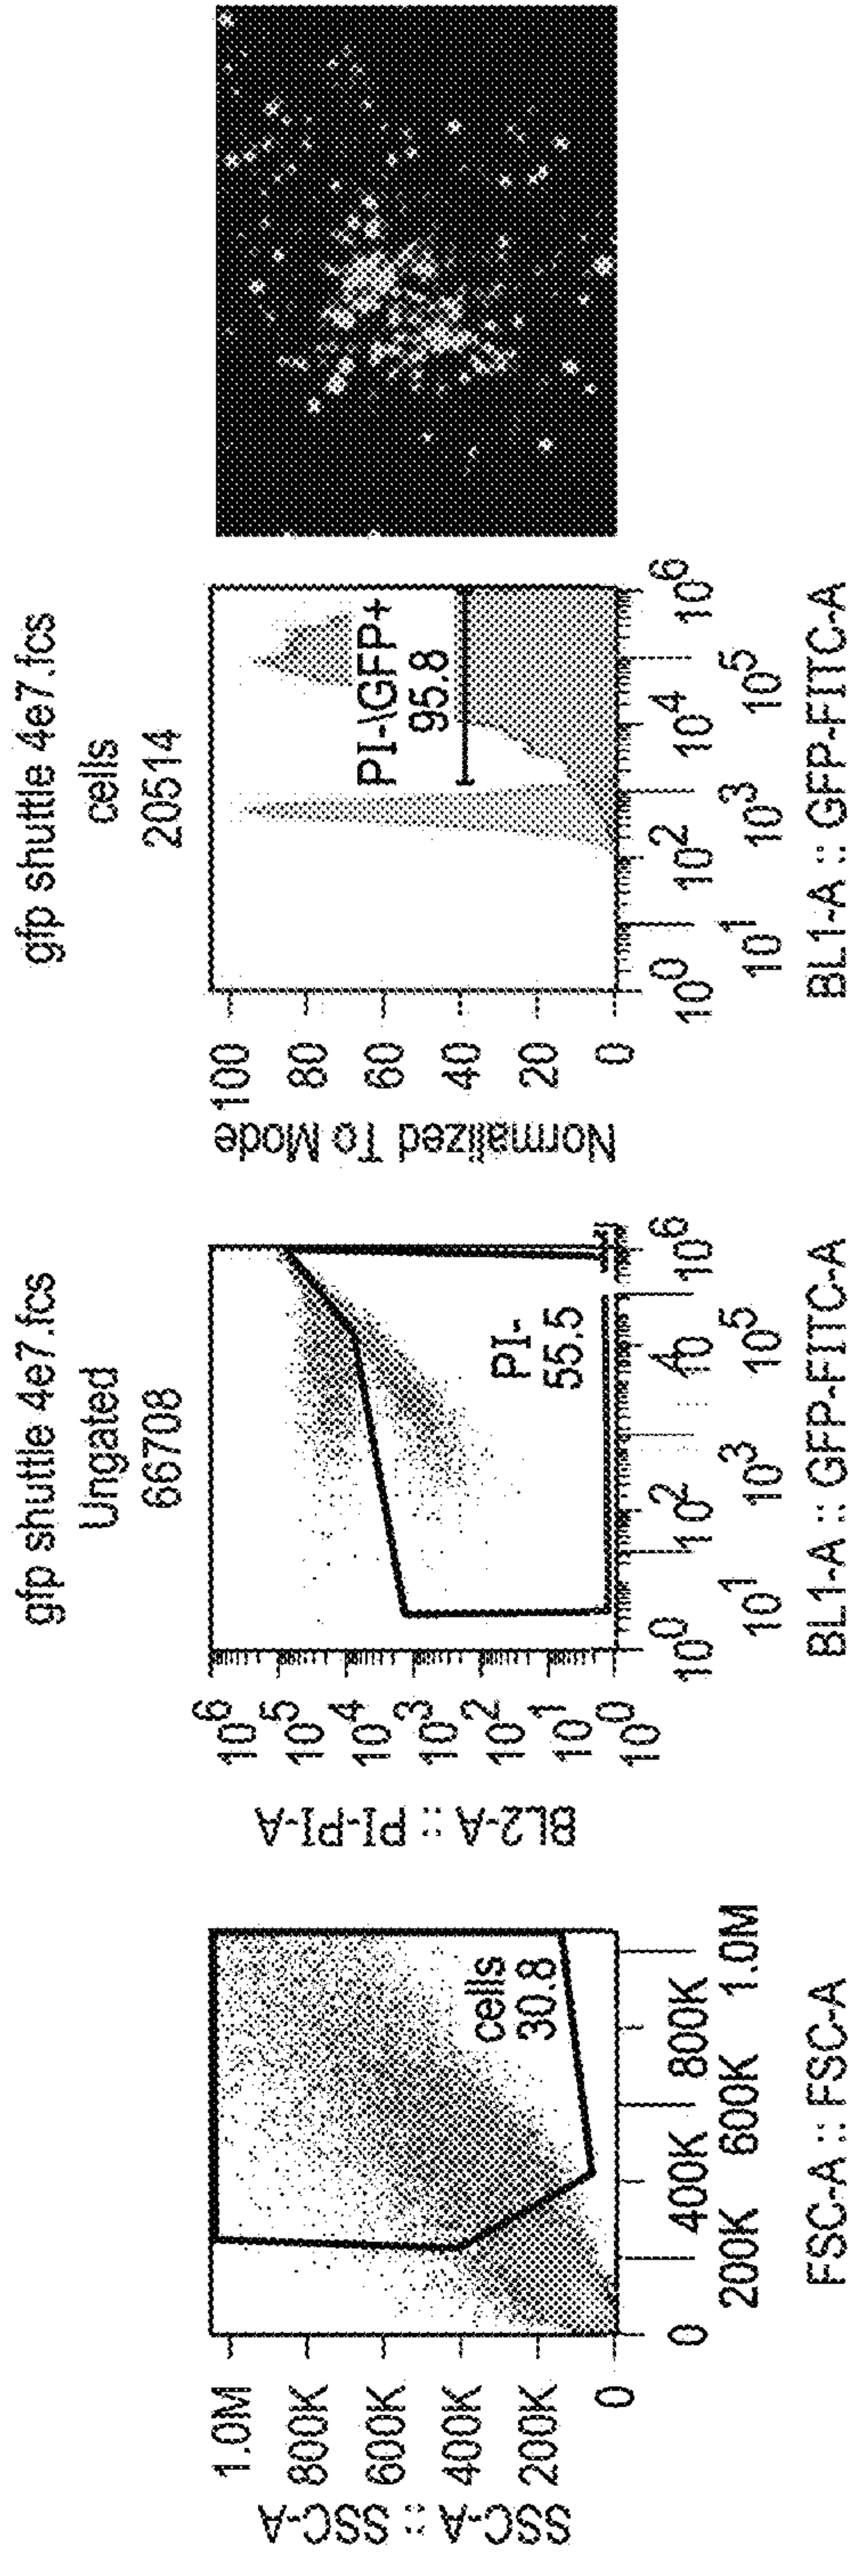 SSC-A :: SSC-A
1.0M
800K
600K
400K
200K
0
cells
30.8
0
400K
800K
200K
600K
1.0M
FSC-A :: FSC-A
gfp shuttle 4e7.fcs
Ungated
66708
BL2-A :: PI-PI-A
10^6
10^5
10^4
10^3
10^2
10^1
10^0
PI-
55.5
10^0
10^2
10^4
10^6
10^1
10^3
10^5
BL1-A :: GFP-FITC-A
gfp shuttle 4e7.fcs
cells
20514
Normalized To Mode
100
80
60
40
20
0
PI-\GFP+
95.8
10^0
10^2
10^4
10^6
10^1
10^3
10^5
BL1-A :: GFP-FITC-A